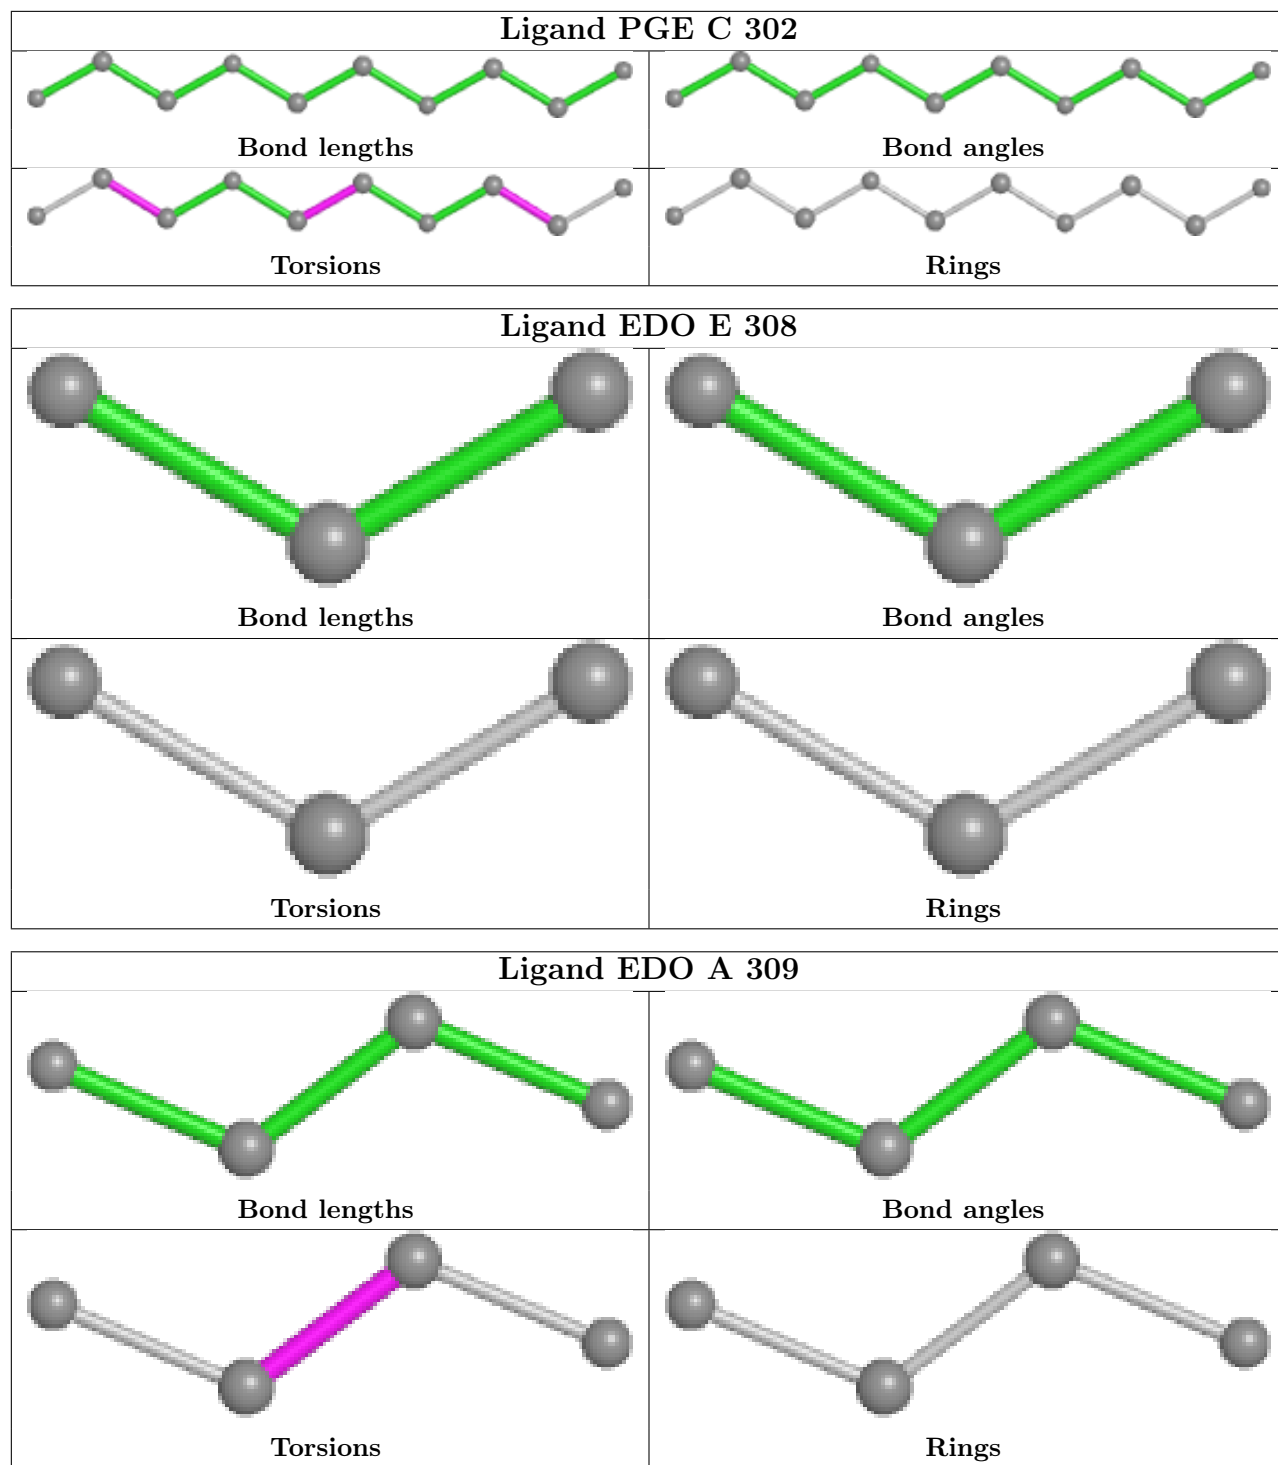 Ligand PGE C 302
Bond lengths
Bond angles
Torsions
Rings
Ligand EDO E 308
Bond lengths
Bond angles
Torsions
Rings
Ligand EDO A 309
Bond lengths
Bond angles
Torsions
Rings